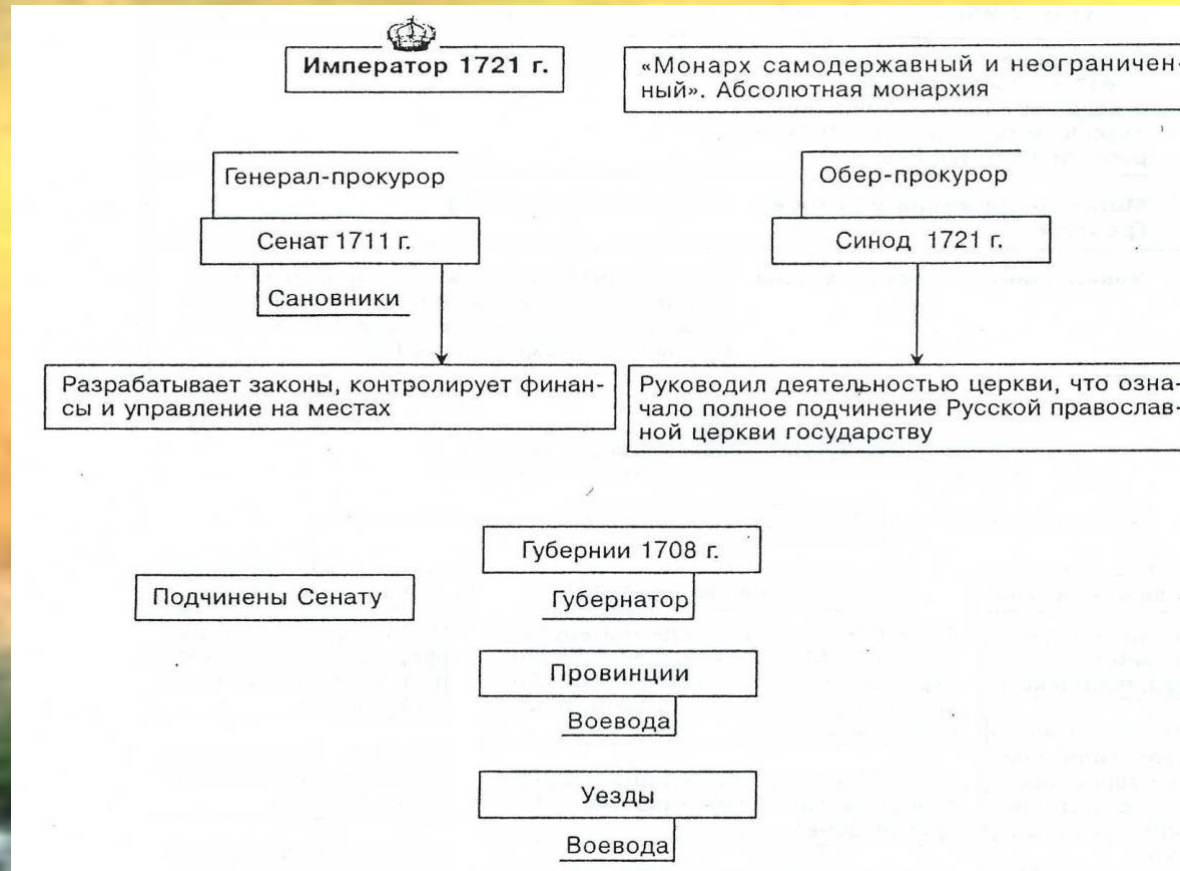 Император 1721 г.
«Монарх самодержавный и неограничен-
ный». Абсолютная монархия
Генерал-прокурор
Обер-прокурор
Сенат 1711 г.
Синод 1721 г.
Сановники
Разрабатывает законы, контролирует финан-
сы и управление на местах
Руководил деятельностью церкви, что озна-
чало полное подчинение Русской православ-
ной церкви государству
Губернии 1708 г.
Подчинены Сенату
Губернатор
Провинции
Воевода
Уезды
Воевода